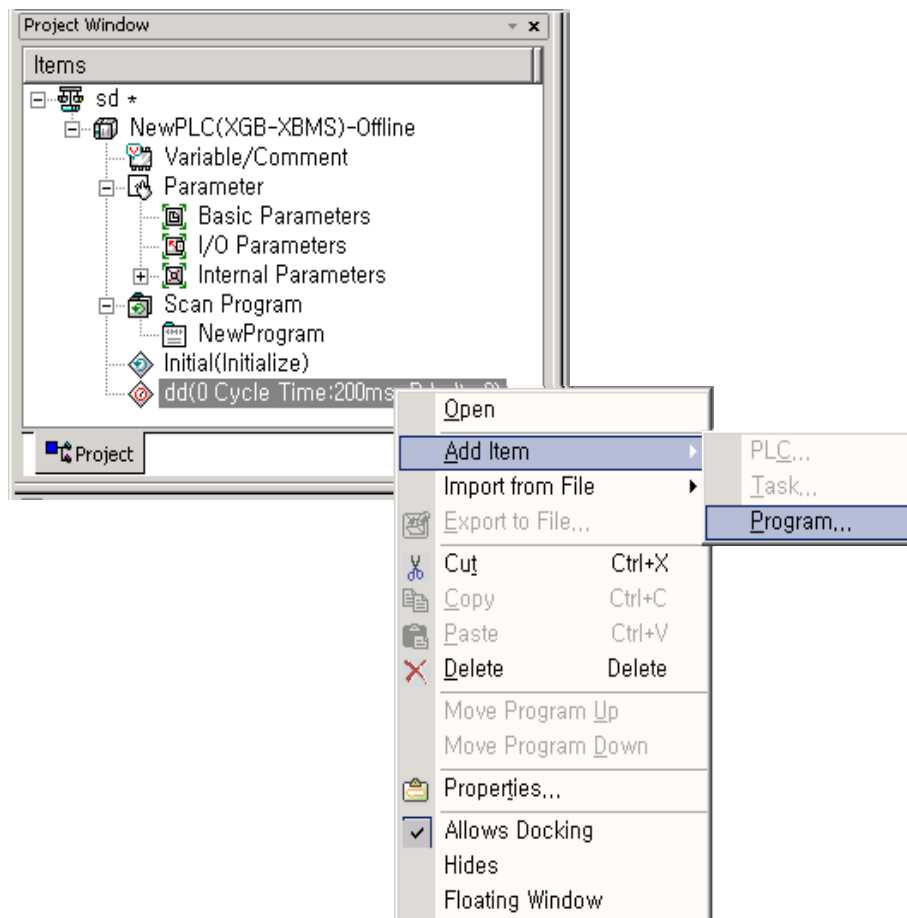 Project Window
Items
sd *
NewPLC(XGB-XBMS)-Offline
Variable/Comment
Parameter
Basic Parameters
I/O Parameters
Internal Parameters
Scan Program
NewProgram
Initial(Initialize)
dd(0 Cycle Time:200ms
Project
Open
Add Item
Import from File
Export to File...
Cut Ctrl+X
Copy Ctrl+C
Paste Ctrl+V
Delete Delete
Move Program Up
Move Program Down
Properties...
Allows Docking
Hides
Floating Window
PLC...
Task...
Program...